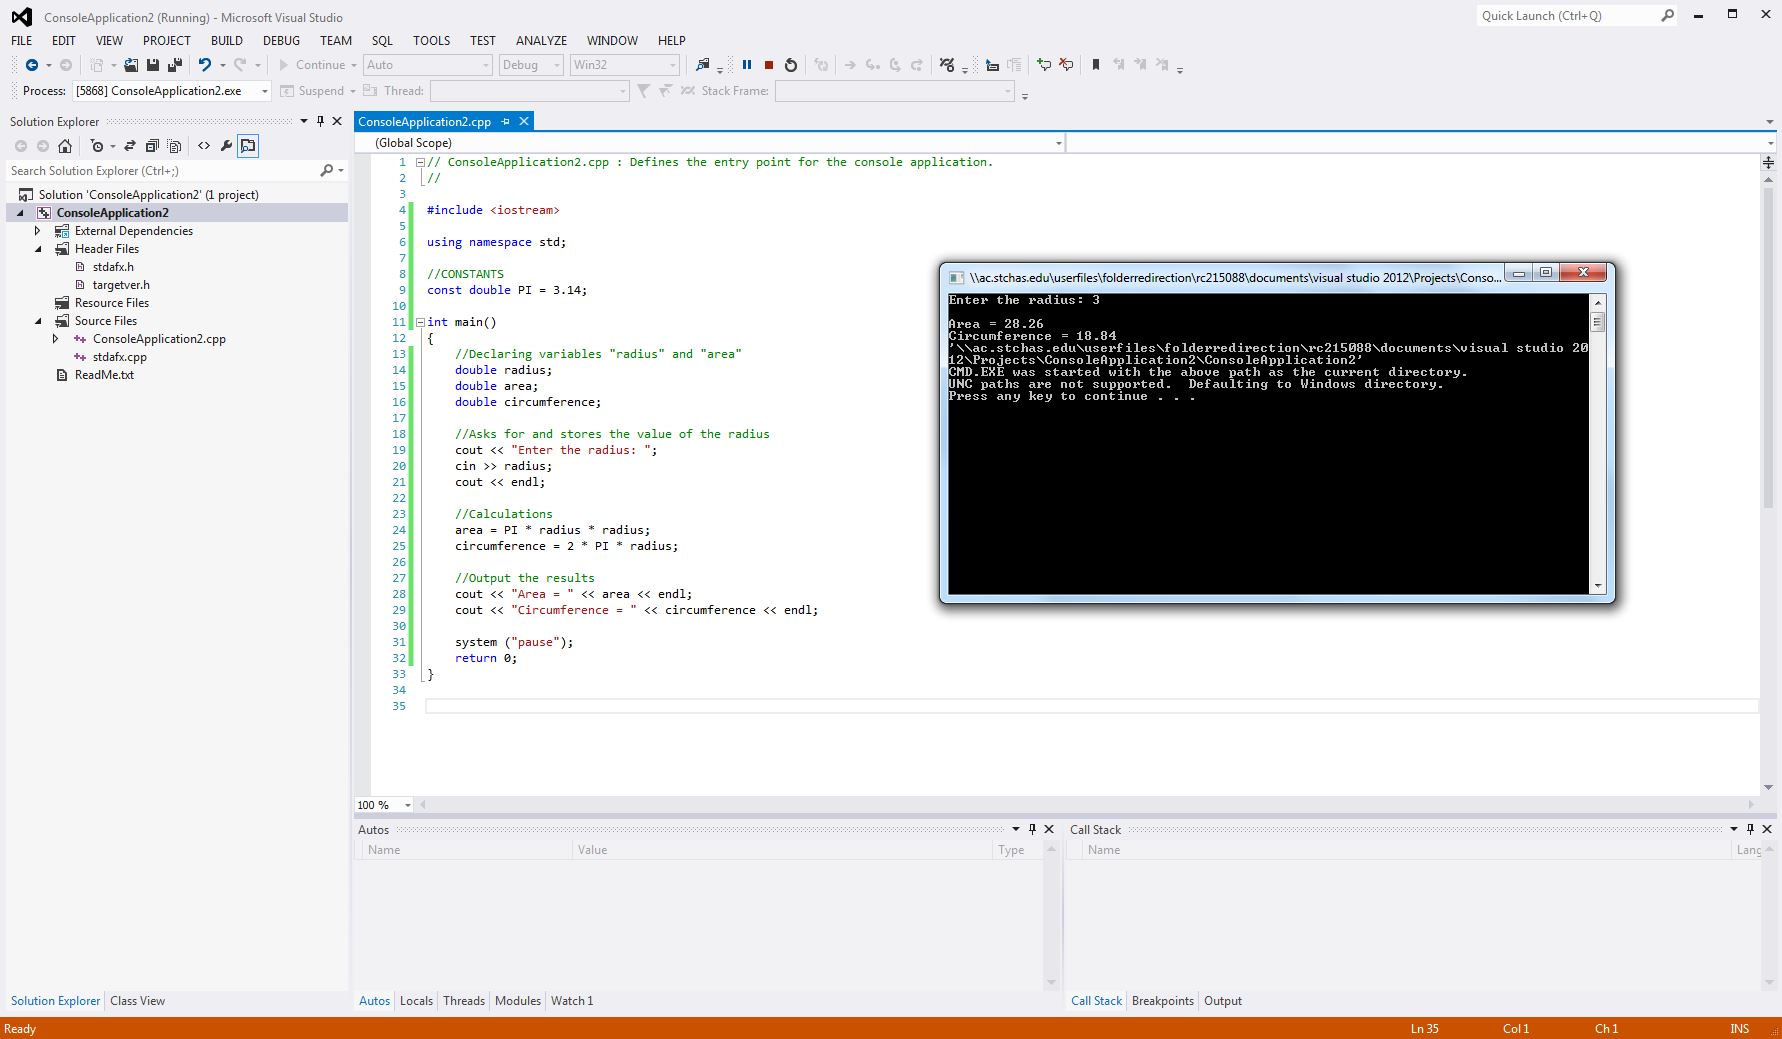 ConsoleApplication2 (Running) - Microsoft Visual Studio
Quick Launch (Ctrl+Q)
FILE EDIT VIEW PROJECT BUILD DEBUG TEAM SQL TOOLS TEST ANALYZE WINDOW HELP
Continue Auto Debug Win32
Process: [5868] ConsoleApplication2.exe Suspend Thread: Stack Frame:
Solution Explorer
Search Solution Explorer (Ctrl+;)
Solution 'ConsoleApplication2' (1 project)
ConsoleApplication2
External Dependencies
Header Files
stdafx.h
targetver.h
Resource Files
Source Files
ConsoleApplication2.cpp
stdafx.cpp
ReadMe.txt
Solution Explorer Class View
ConsoleApplication2.cpp
(Global Scope)
1 // ConsoleApplication2.cpp : Defines the entry point for the console application.
2 //
3
4 #include <iostream>
5
6 using namespace std;
7
8 //CONSTANTS
9 const double PI = 3.14;
10
11 int main()
12 {
13 //Declaring variables "radius" and "area"
14 double radius;
15 double area;
16 double circumference;
17
18 //Asks for and stores the value of the radius
19 cout << "Enter the radius: ";
20 cin >> radius;
21 cout << endl;
22
23 //Calculations
24 area = PI * radius * radius;
25 circumference = 2 * PI * radius;
26
27 //Output the results
28 cout << "Area = " << area << endl;
29 cout << "Circumference = " << circumference << endl;
30
31 system ("pause");
32 return 0;
33 }
34
35
100 %
\\ac.stchas.edu\userfiles\folderredirection\rc215088\documents\visual studio 2012\Projects\Conso...
Enter the radius: 3
Area = 28.26
Circumference = 18.84
'\\ac.stchas.edu\userfiles\folderredirection\rc215088\documents\visual studio 20
12\Projects\ConsoleApplication2\ConsoleApplication2'
CMD.EXE was started with the above path as the current directory.
UNC paths are not supported.  Defaulting to Windows directory.
Press any key to continue . . .
Autos
Name Value Type
Autos Locals Threads Modules Watch 1
Call Stack
Name Lang
Call Stack Breakpoints Output
Ready Ln 35 Col 1 Ch 1 INS